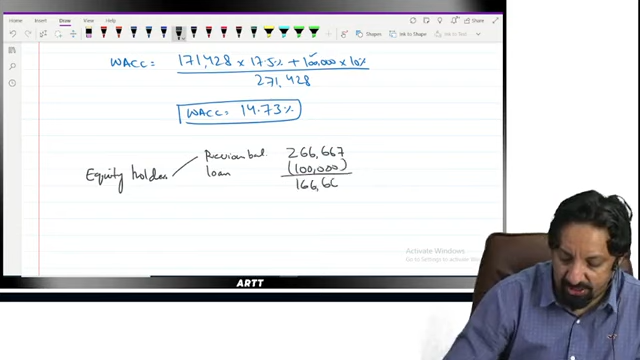 Home Insert Draw View Help
Share
Shapes Ink to Shape Ink to Text
WACC = 171,428 × 17.5% + 100,000 × 10%
271,428
WACC = 14.73%
Previous bal. 266,667
Equity holder loan (100,000)
166,66
Activate Windows
Go to Settings to activate Windows
ARTT